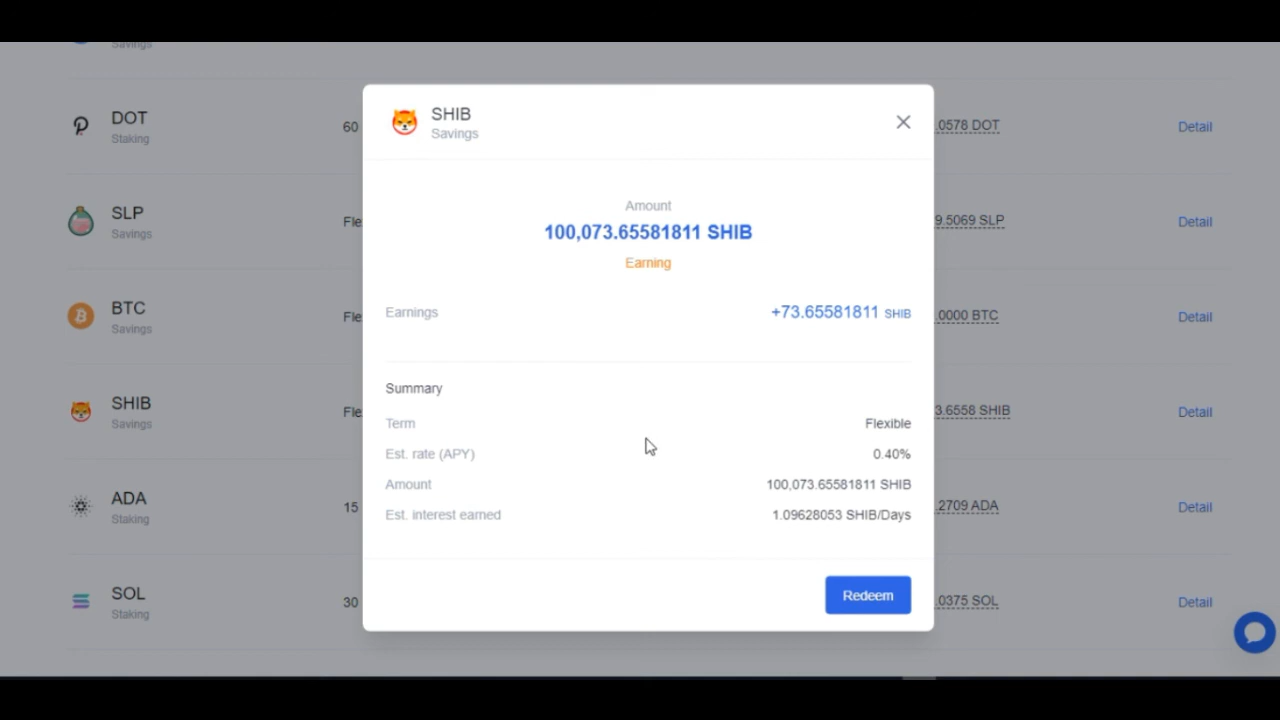 Savings
DOT
Staking
60
.0578 DOT
Detail
SLP
Savings
Fle
9.5069 SLP
Detail
BTC
Savings
Fle
.0000 BTC
Detail
SHIB
Savings
Fle
3.6558 SHIB
Detail
ADA
Staking
15
.2709 ADA
Detail
SOL
Staking
30
.0375 SOL
Detail
SHIB
Savings
Amount
100,073.65581811 SHIB
Earning
Earnings +73.65581811 SHIB
Summary
Term Flexible
Est. rate (APY) 0.40%
Amount 100,073.65581811 SHIB
Est. interest earned 1.09628053 SHIB/Days
Redeem